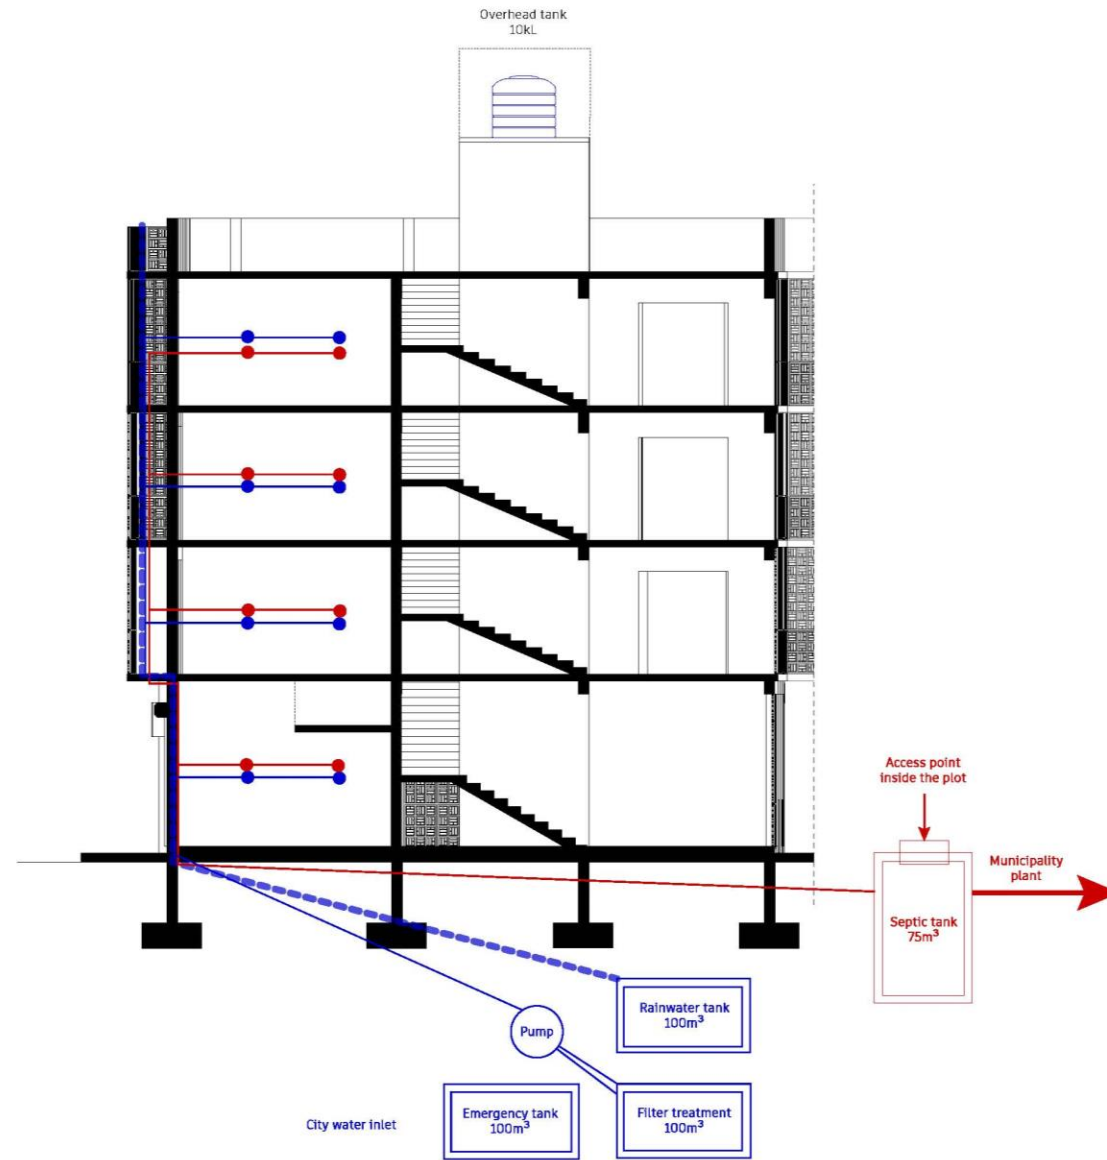 Overhead tank
10kL
Access point
inside the plot
Municipality
plant
Septic tank
75m³
Rainwater tank
100m³
Pump
Emergency tank
100m³
Filter treatment
100m³
City water inlet